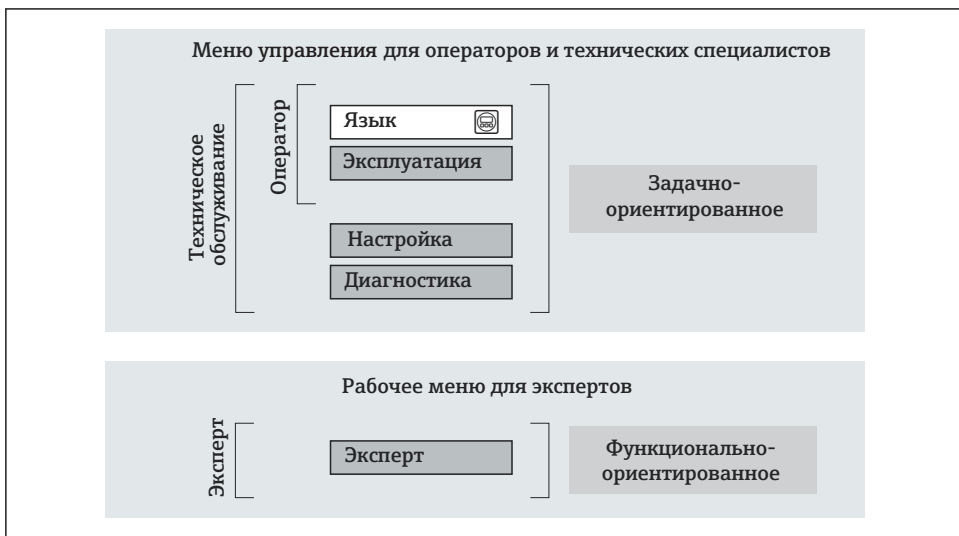 Меню управления для операторов и технических специалистов
Техническое
обслуживание
Оператор
Язык
Эксплуатация
Настройка
Диагностика
Задачно-
ориентированное
Рабочее меню для экспертов
Эксперт
Эксперт
Функционально-
ориентированное